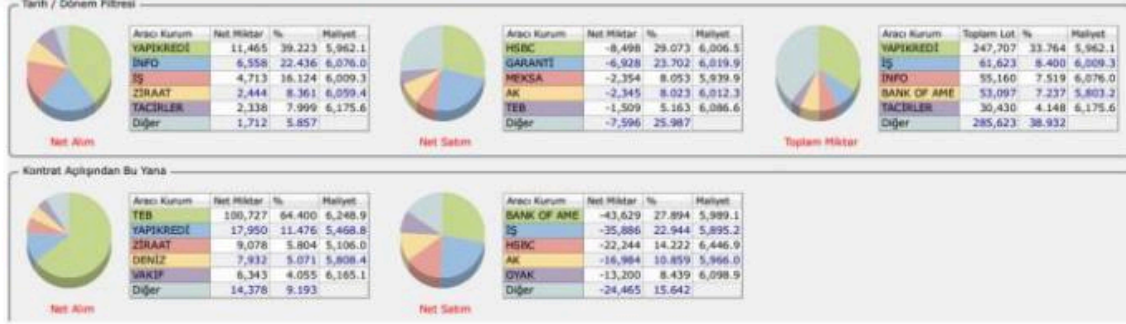 Tarih / Dönem Filtresi
Aracı Kurum Net Miktar % Maliyet
YAPIKREDİ 11,465 39.223 5,962.1
İNFO 6,558 22.436 6,076.0
İŞ 4,713 16.124 6,009.3
ZİRAAT 2,444 8.361 6,059.4
TACİRLER 2,338 7.999 6,175.6
Diğer 1,712 5.857
Net Alım
Aracı Kurum Net Miktar % Maliyet
HSBC -8,498 29.073 6,006.5
GARANTİ -6,928 23.702 6,019.9
MEKSA -2,354 8.053 5,939.9
AK -2,345 8.023 6,012.3
TEB -1,509 5.163 6,086.6
Diğer -7,596 25.987
Net Satım
Aracı Kurum Toplam Lot % Maliyet
YAPIKREDİ 247,707 33.764 5,962.1
İŞ 61,623 8.400 6,009.3
İNFO 55,160 7.519 6,076.0
BANK OF AME 53,097 7.237 5,803.2
TACİRLER 30,430 4.148 6,175.6
Diğer 285,623 38.932
Toplam Miktar
Kontrat Açılışından Bu Yana
Aracı Kurum Net Miktar % Maliyet
TEB 100,727 64.400 6,248.9
YAPIKREDİ 17,950 11.476 5,468.8
ZİRAAT 9,078 5.804 5,106.0
DENİZ 7,932 5.071 5,808.4
VAKIF 6,343 4.055 6,165.1
Diğer 14,378 9.193
Net Alım
Aracı Kurum Net Miktar % Maliyet
BANK OF AME -43,629 27.894 5,989.1
İŞ -35,886 22.944 5,895.2
HSBC -22,244 14.222 6,446.9
AK -16,984 10.859 5,966.0
OYAK -13,200 8.439 6,098.9
Diğer -24,465 15.642
Net Satım